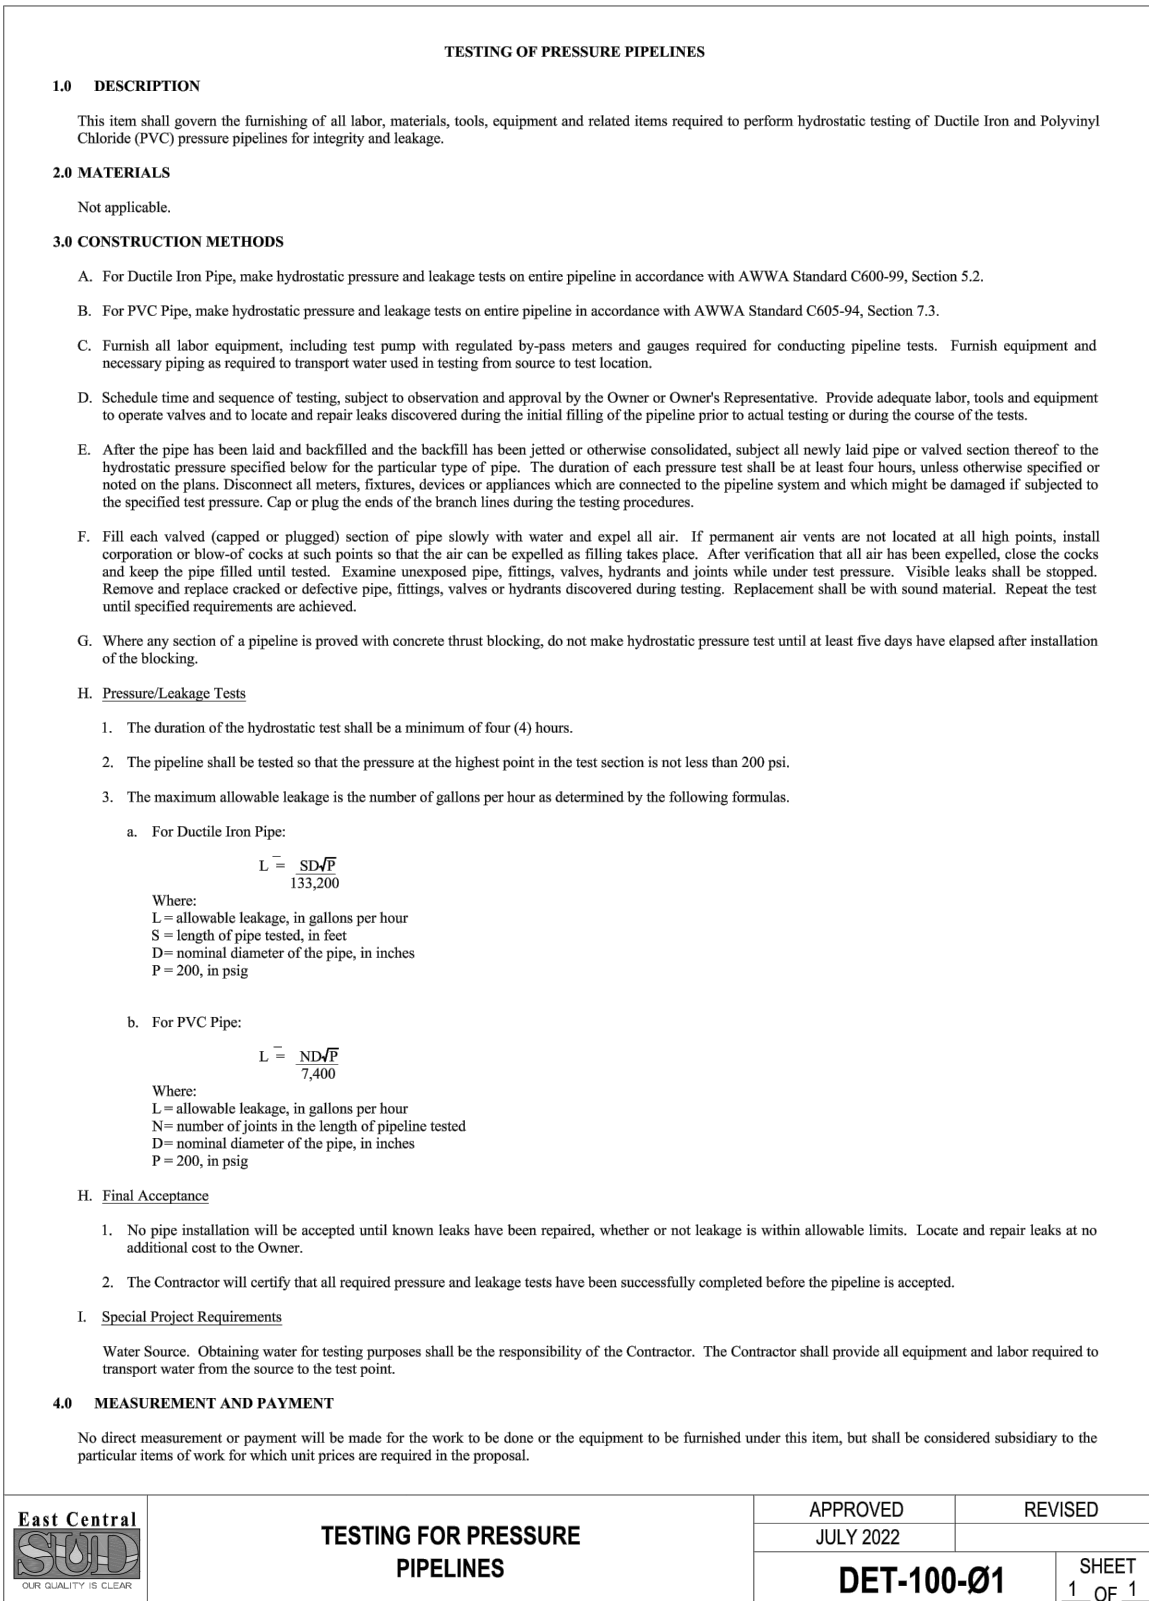 TESTING OF PRESSURE PIPELINES
1.0 DESCRIPTION
This item shall govern the furnishing of all labor, materials, tools, equipment and related items required to perform hydrostatic testing of Ductile Iron and Polyvinyl
Chloride (PVC) pressure pipelines for integrity and leakage.
2.0 MATERIALS
Not applicable.
3.0 CONSTRUCTION METHODS
A. For Ductile Iron Pipe, make hydrostatic pressure and leakage tests on entire pipeline in accordance with AWWA Standard C600-99, Section 5.2.
B. For PVC Pipe, make hydrostatic pressure and leakage tests on entire pipeline in accordance with AWWA Standard C605-94, Section 7.3.
C. Furnish all labor equipment, including test pump with regulated by-pass meters and gauges required for conducting pipeline tests. Furnish equipment and
necessary piping as required to transport water used in testing from source to test location.
D. Schedule time and sequence of testing, subject to observation and approval by the Owner or Owner's Representative. Provide adequate labor, tools and equipment
to operate valves and to locate and repair leaks discovered during the initial filling of the pipeline prior to actual testing or during the course of the tests.
E. After the pipe has been laid and backfilled and the backfill has been jetted or otherwise consolidated, subject all newly laid pipe or valved section thereof to the
hydrostatic pressure specified below for the particular type of pipe. The duration of each pressure test shall be at least four hours, unless otherwise specified or
noted on the plans. Disconnect all meters, fixtures, devices or appliances which are connected to the pipeline system and which might be damaged if subjected to
the specified test pressure. Cap or plug the ends of the branch lines during the testing procedures.
F. Fill each valved (capped or plugged) section of pipe slowly with water and expel all air. If permanent air vents are not located at all high points, install
corporation or blow-of cocks at such points so that the air can be expelled as filling takes place. After verification that all air has been expelled, close the cocks
and keep the pipe filled until tested. Examine unexposed pipe, fittings, valves, hydrants and joints while under test pressure. Visible leaks shall be stopped.
Remove and replace cracked or defective pipe, fittings, valves or hydrants discovered during testing. Replacement shall be with sound material. Repeat the test
until specified requirements are achieved.
G. Where any section of a pipeline is proved with concrete thrust blocking, do not make hydrostatic pressure test until at least five days have elapsed after installation
of the blocking.
H. Pressure/Leakage Tests
1. The duration of the hydrostatic test shall be a minimum of four (4) hours.
2. The pipeline shall be tested so that the pressure at the highest point in the test section is not less than 200 psi.
3. The maximum allowable leakage is the number of gallons per hour as determined by the following formulas.
a. For Ductile Iron Pipe:
L = SD√P
133,200
Where:
L = allowable leakage, in gallons per hour
S = length of pipe tested, in feet
D= nominal diameter of the pipe, in inches
P = 200, in psig
b. For PVC Pipe:
L = ND√P
7,400
Where:
L = allowable leakage, in gallons per hour
N= number of joints in the length of pipeline tested
D= nominal diameter of the pipe, in inches
P = 200, in psig
H. Final Acceptance
1. No pipe installation will be accepted until known leaks have been repaired, whether or not leakage is within allowable limits. Locate and repair leaks at no
additional cost to the Owner.
2. The Contractor will certify that all required pressure and leakage tests have been successfully completed before the pipeline is accepted.
I. Special Project Requirements
Water Source. Obtaining water for testing purposes shall be the responsibility of the Contractor. The Contractor shall provide all equipment and labor required to
transport water from the source to the test point.
4.0 MEASUREMENT AND PAYMENT
No direct measurement or payment will be made for the work to be done or the equipment to be furnished under this item, but shall be considered subsidiary to the
particular items of work for which unit prices are required in the proposal.
East Central
SUD
OUR QUALITY IS CLEAR
TESTING FOR PRESSURE
PIPELINES
APPROVED REVISED
JULY 2022
DET-100-Ø1
SHEET
1 OF 1